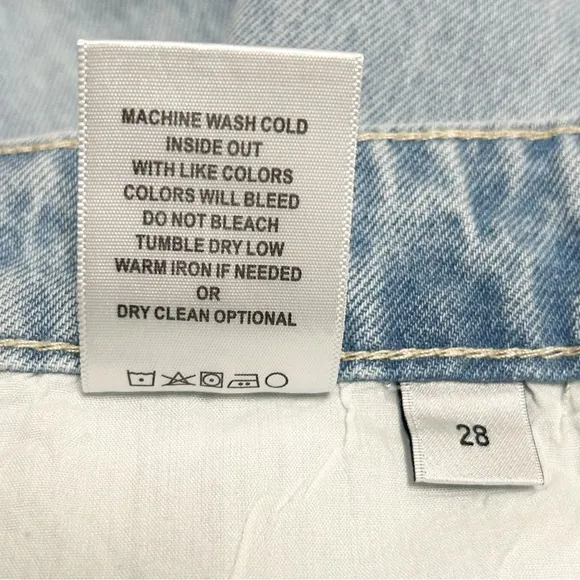 MACHINE WASH COLD
INSIDE OUT
WITH LIKE COLORS
COLORS WILL BLEED
DO NOT BLEACH
TUMBLE DRY LOW
WARM IRON IF NEEDED
OR
DRY CLEAN OPTIONAL
28